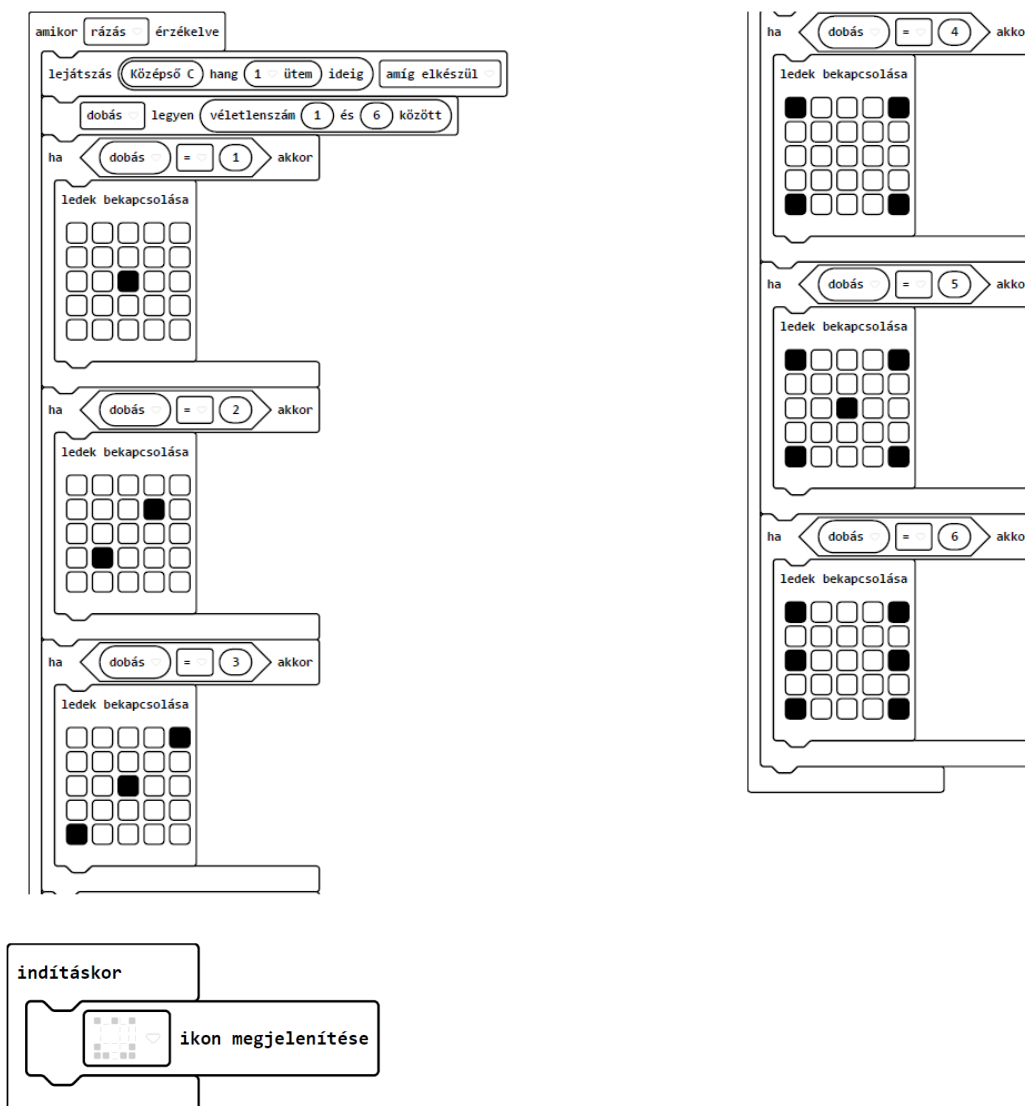 amikor rázás érzékelve
lejátszás Középső C hang 1 ütem ideig amíg elkészül
dobás legyen véletlenszám 1 és 6 között
ha dobás = 1 akkor
ledek bekapcsolása
ha dobás = 2 akkor
ledek bekapcsolása
ha dobás = 3 akkor
ledek bekapcsolása
ha dobás = 4 akko
ledek bekapcsolása
ha dobás = 5 akko
ledek bekapcsolása
ha dobás = 6 akko
ledek bekapcsolása
indításkor
ikon megjelenítése